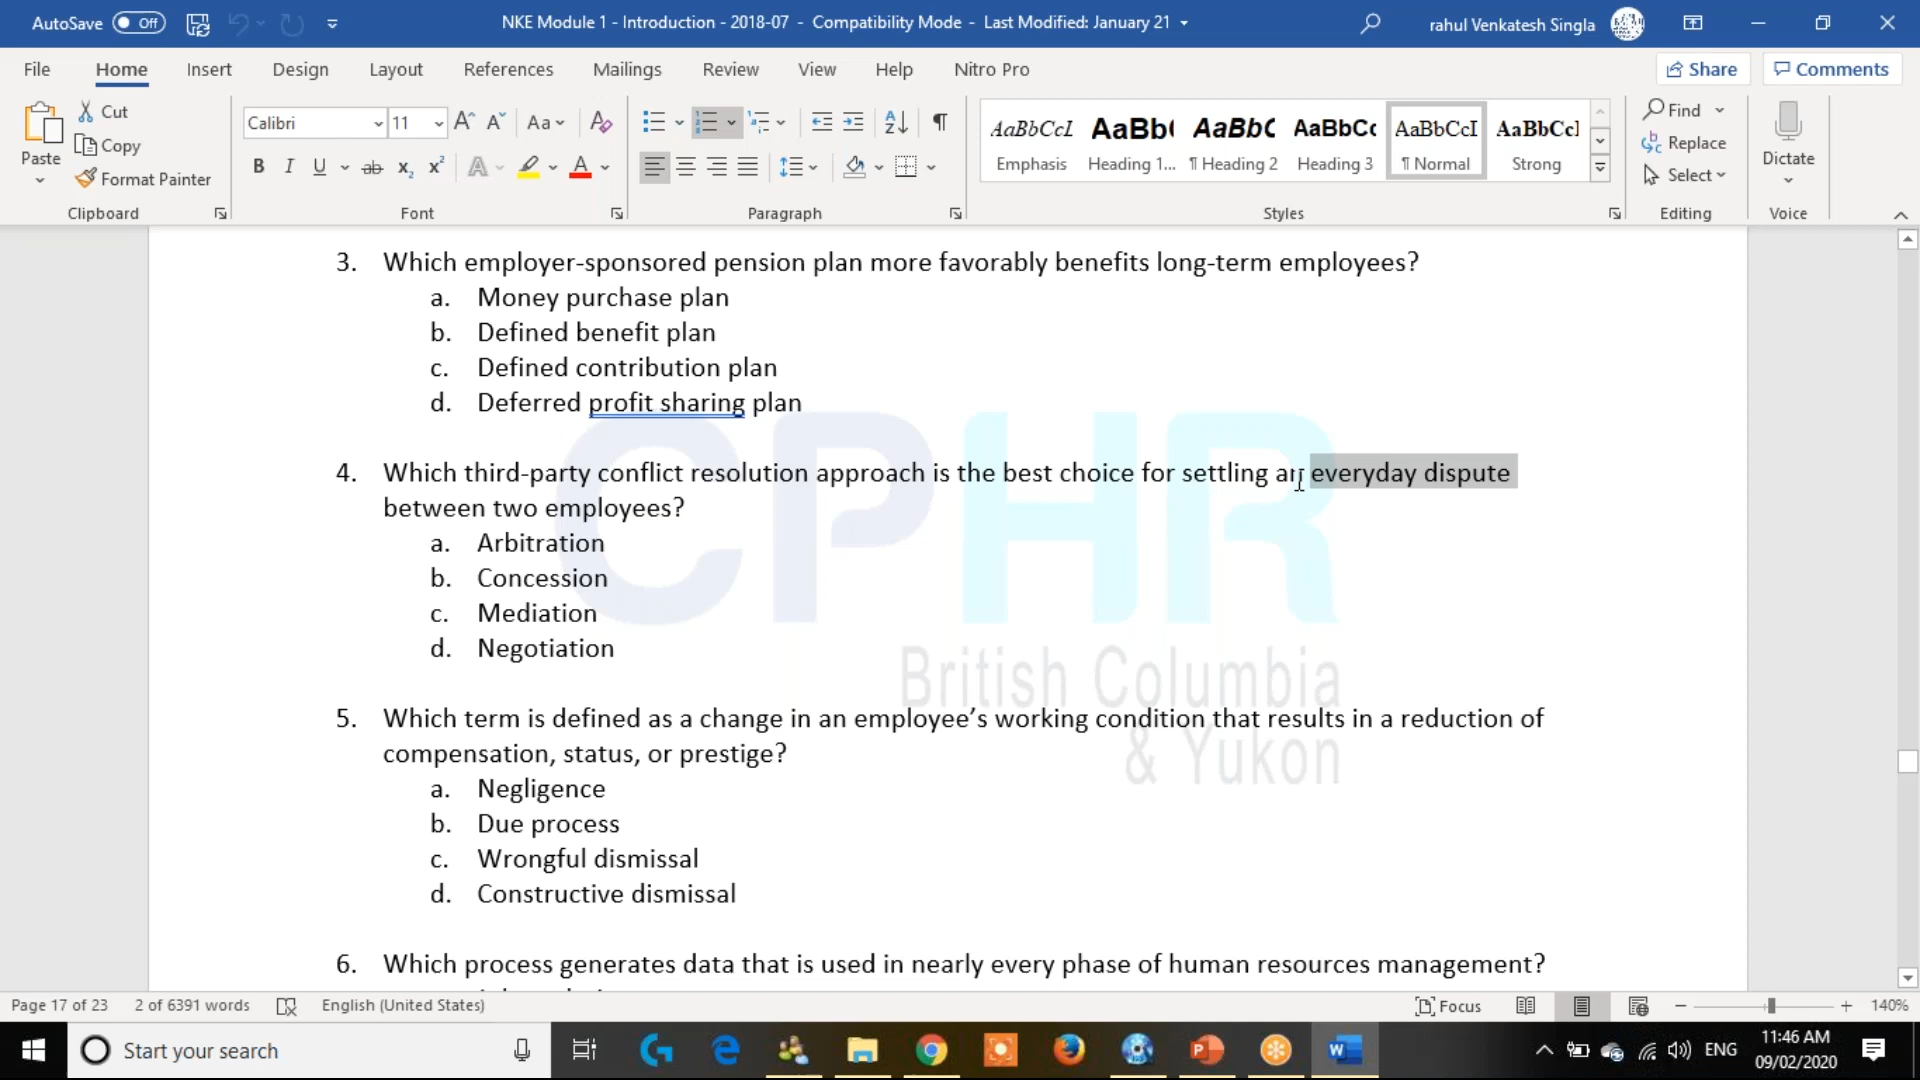 AutoSave Off NKE Module 1 - Introduction - 2018-07 - Compatibility Mode - Last Modified: January 21 rahul Venkatesh Singla
File Home Insert Design Layout References Mailings Review View Help Nitro Pro Share Comments
Paste Cut Copy Format Painter
Calibri 11
AaBbCcI AaBb( AaBbC AaBbCc AaBbCcI AaBbCc]
Emphasis Heading 1... ¶ Heading 2 Heading 3 ¶ Normal Strong
Find
Replace
Select
Dictate
Clipboard Font Paragraph Styles Editing Voice
3. Which employer-sponsored pension plan more favorably benefits long-term employees?
a. Money purchase plan
b. Defined benefit plan
c. Defined contribution plan
d. Deferred profit sharing plan
4. Which third-party conflict resolution approach is the best choice for settling an everyday dispute
between two employees?
a. Arbitration
b. Concession
c. Mediation
d. Negotiation
5. Which term is defined as a change in an employee's working condition that results in a reduction of
compensation, status, or prestige?
a. Negligence
b. Due process
c. Wrongful dismissal
d. Constructive dismissal
6. Which process generates data that is used in nearly every phase of human resources management?
CPHR
British Columbia
& Yukon
Page 17 of 23 2 of 6391 words English (United States) Focus 140%
Start your search ENG 11:46 AM
09/02/2020